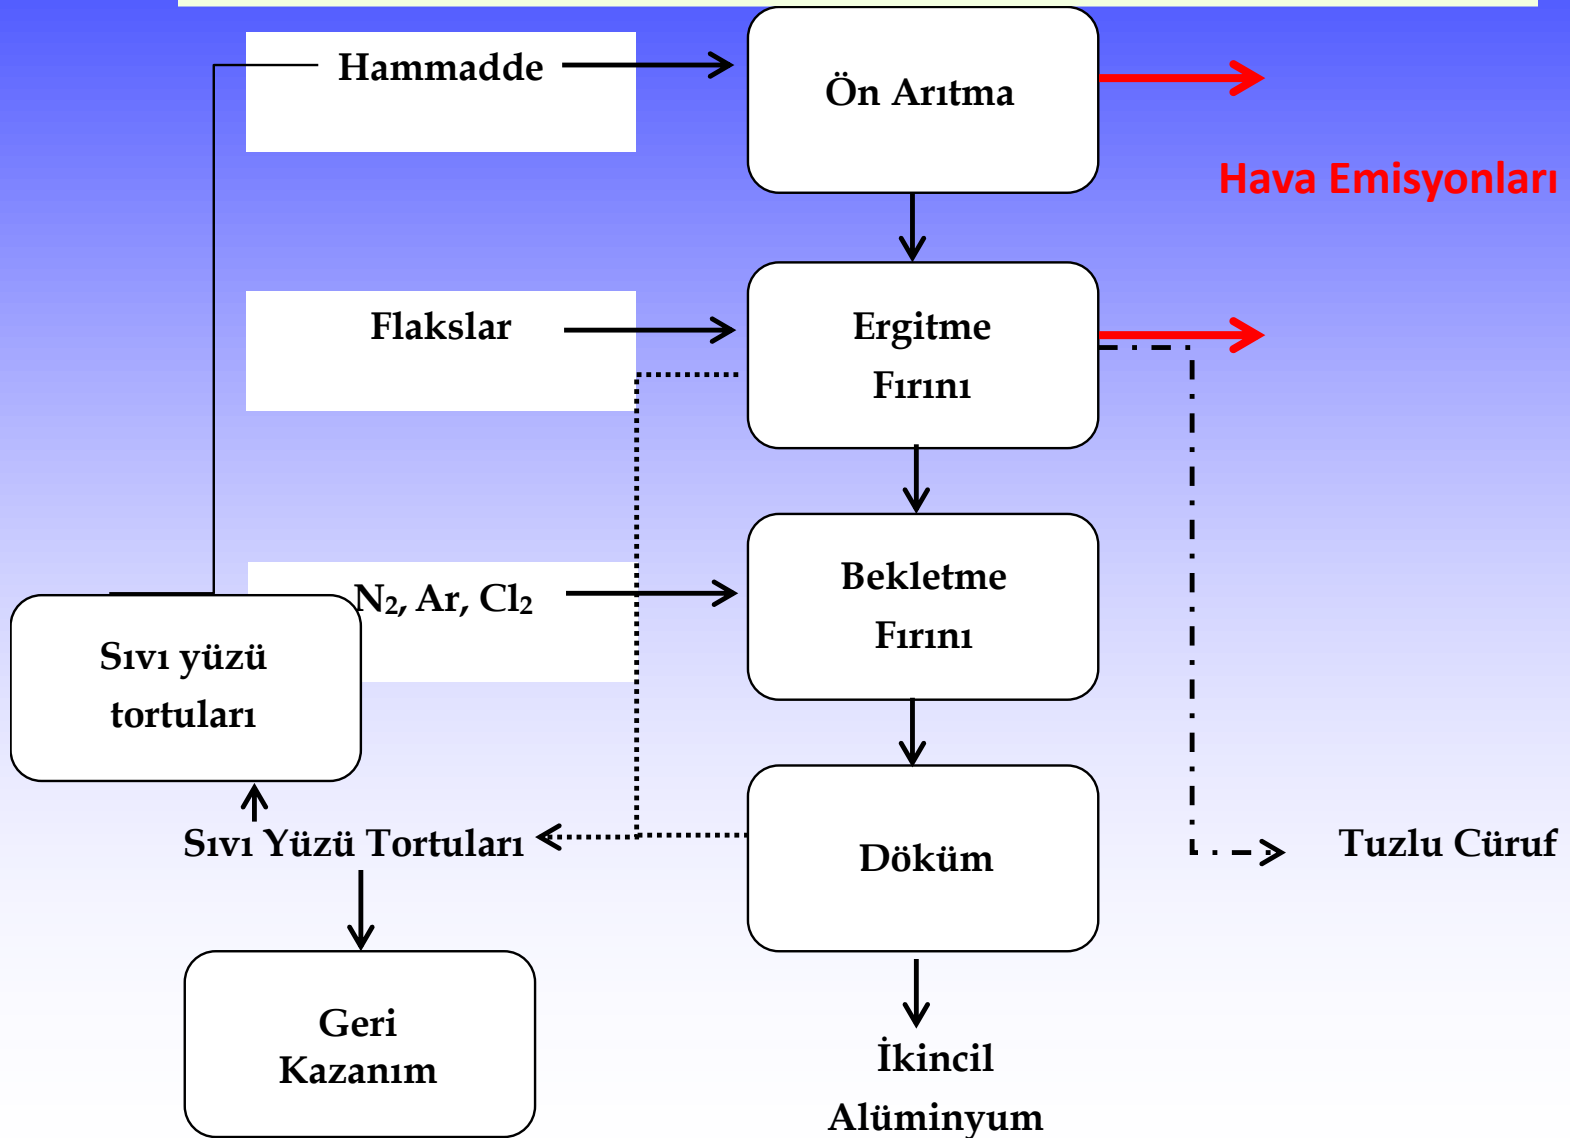 Hammadde
Ön Arıtma
Hava Emisyonları
Flakslar
Ergitme
Fırını
N₂, Ar, Cl₂
Bekletme
Fırını
Sıvı yüzü
tortuları
Sıvı Yüzü Tortuları
Döküm
Tuzlu Cüruf
Geri
Kazanım
İkincil
Alüminyum